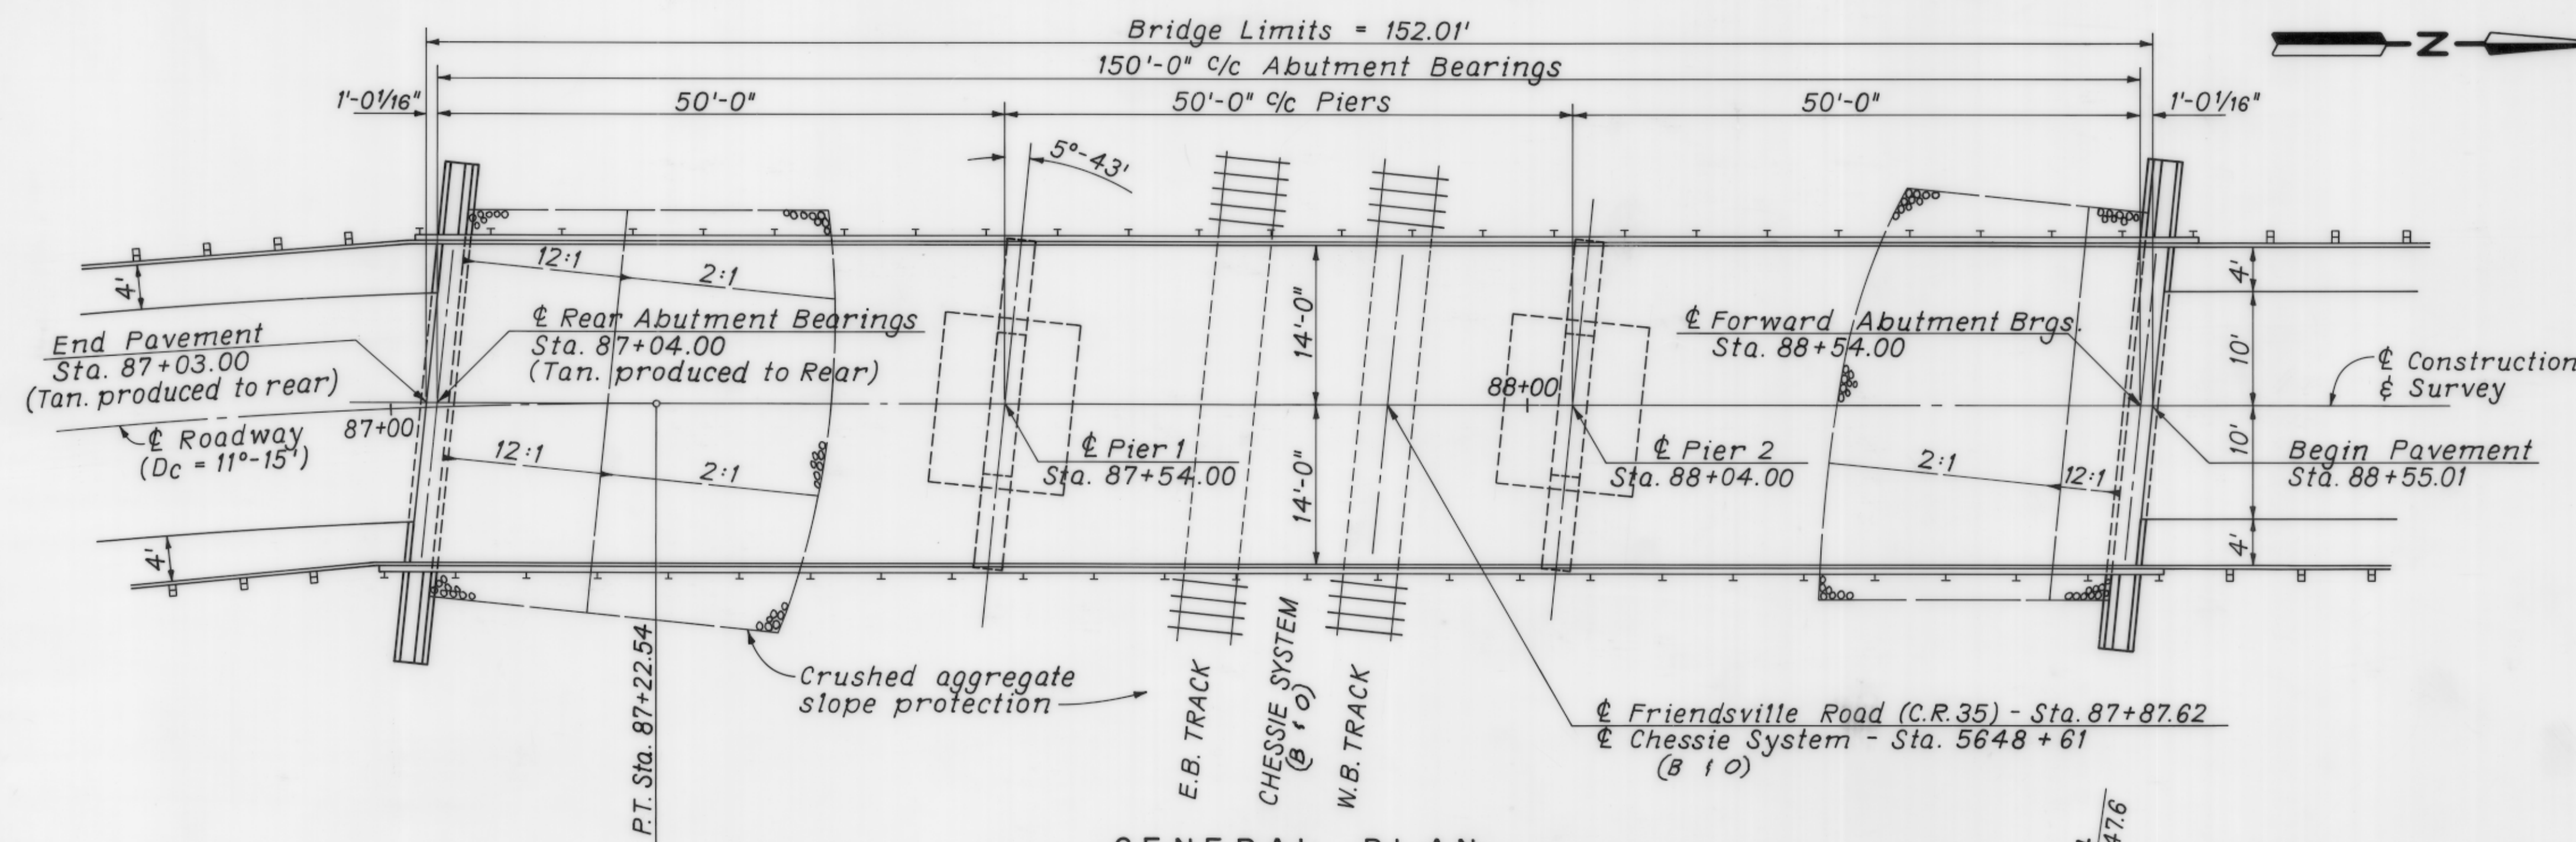 Bridge Limits = 152.01'
N
150'-0" c/c Abutment Bearings
1'-0 1/16"
50'-0"
50'-0" c/c Piers
50'-0"
1'-0 1/16"
5°-43'
12:1
2:1
4'
14'-0"
4'
End Pavement
Sta. 87+03.00
(Tan. produced to rear)
℄ Rear Abutment Bearings
Sta. 87+04.00
(Tan. produced to Rear)
℄ Forward Abutment Brgs.
Sta. 88+54.00
10'
℄ Construction
& Survey
88+00
87+00
℄ Roadway
(Dc = 11°-15')
12:1
2:1
℄ Pier 1
Sta. 87+54.00
14'-0"
℄ Pier 2
Sta. 88+04.00
2:1
12:1
10'
Begin Pavement
Sta. 88+55.01
4'
4'
P.T. Sta. 87+22.54
Crushed aggregate
slope protection
E.B. TRACK
CHESSIE SYSTEM
(B & O)
W.B. TRACK
℄ Friendsville Road (C.R.35) - Sta. 87+87.62
℄ Chessie System - Sta. 5648+61
(B & O)
47.6
GENERAL PLAN